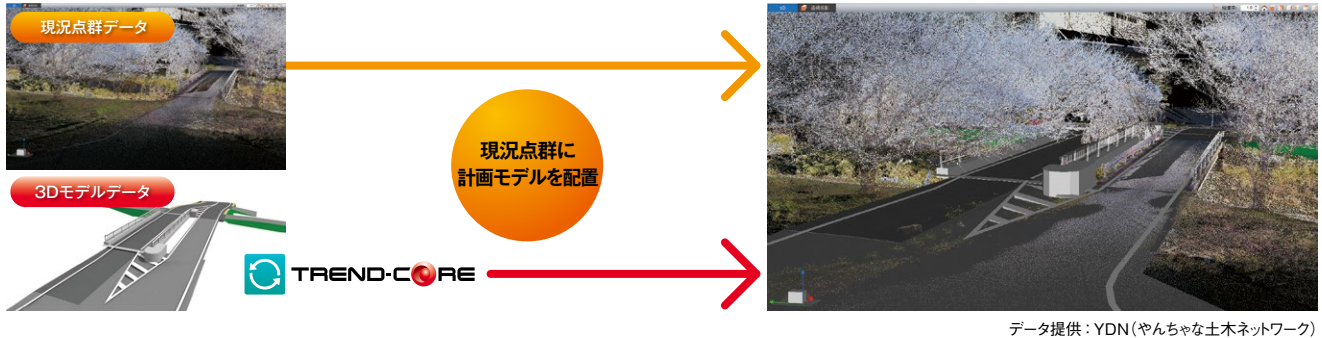 現況点群データ
3Dモデルデータ
TREND-CORE
現況点群に
計画モデルを配置
データ提供：YDN（やんちゃな土木ネットワーク）